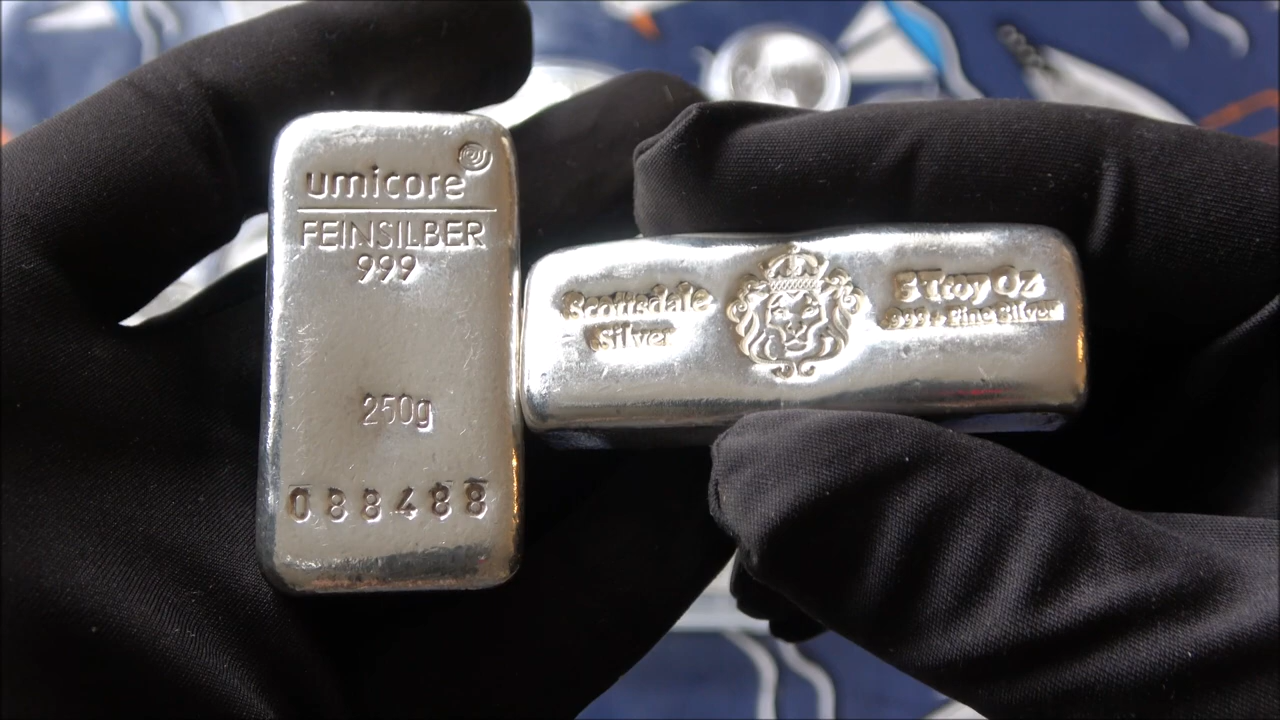 umicore
FEINSILBER
999
250g
088488
Scottsdale
Silver
5 Troy Oz
.999+ Fine Silver